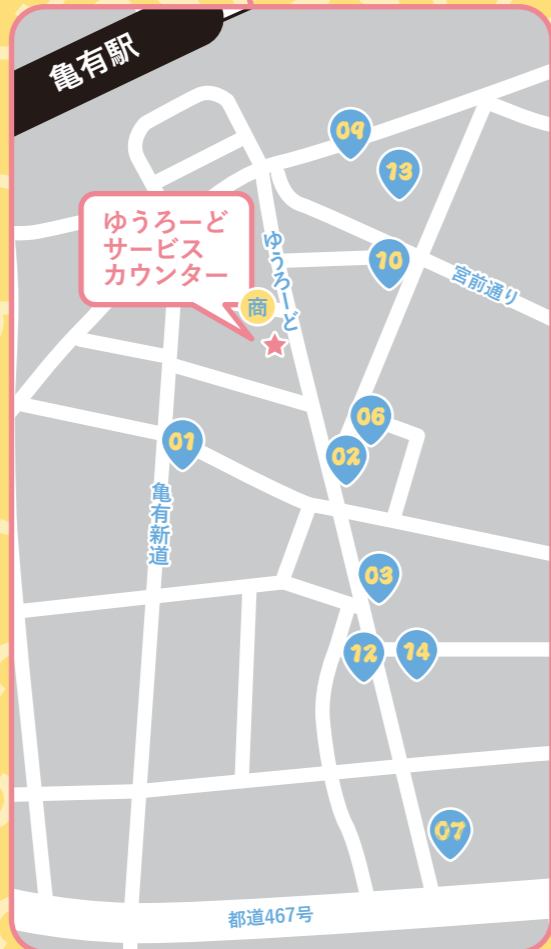 亀有駅
09
13
ゆうろーど
サービス
カウンター
ゆうろーど
10
宮前通り
商
06
01
02
亀有新道
03
12
14
07
都道467号